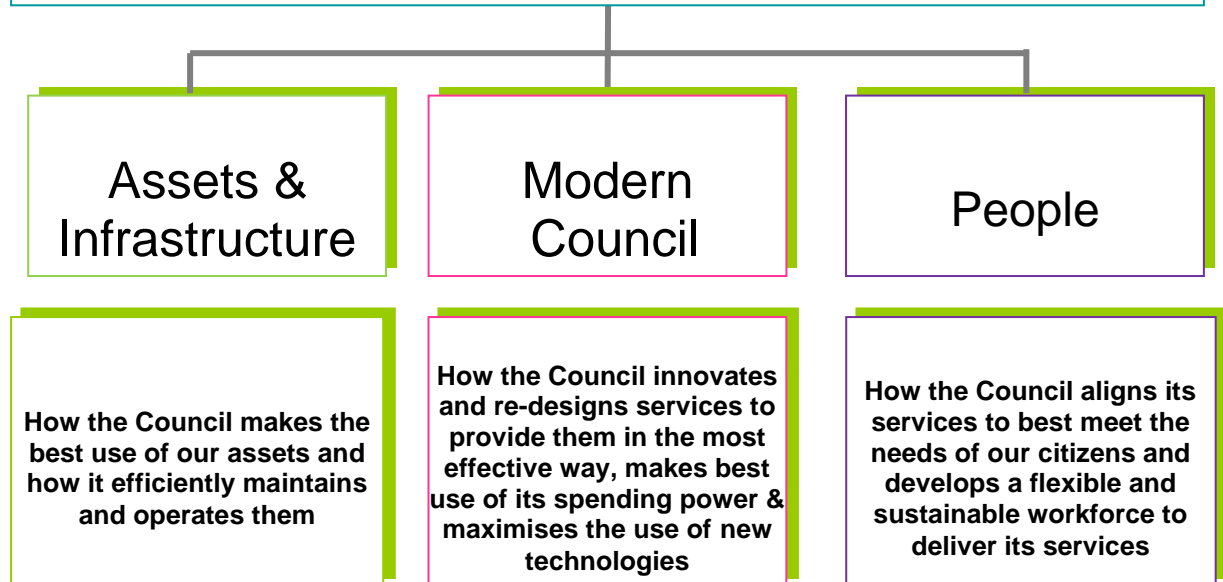 Assets &
Infrastructure
Modern
Council
People
How the Council makes the
best use of our assets and
how it efficiently maintains
and operates them
How the Council innovates
and re-designs services to
provide them in the most
effective way, makes best
use of its spending power &
maximises the use of new
technologies
How the Council aligns its
services to best meet the
needs of our citizens and
develops a flexible and
sustainable workforce to
deliver its services